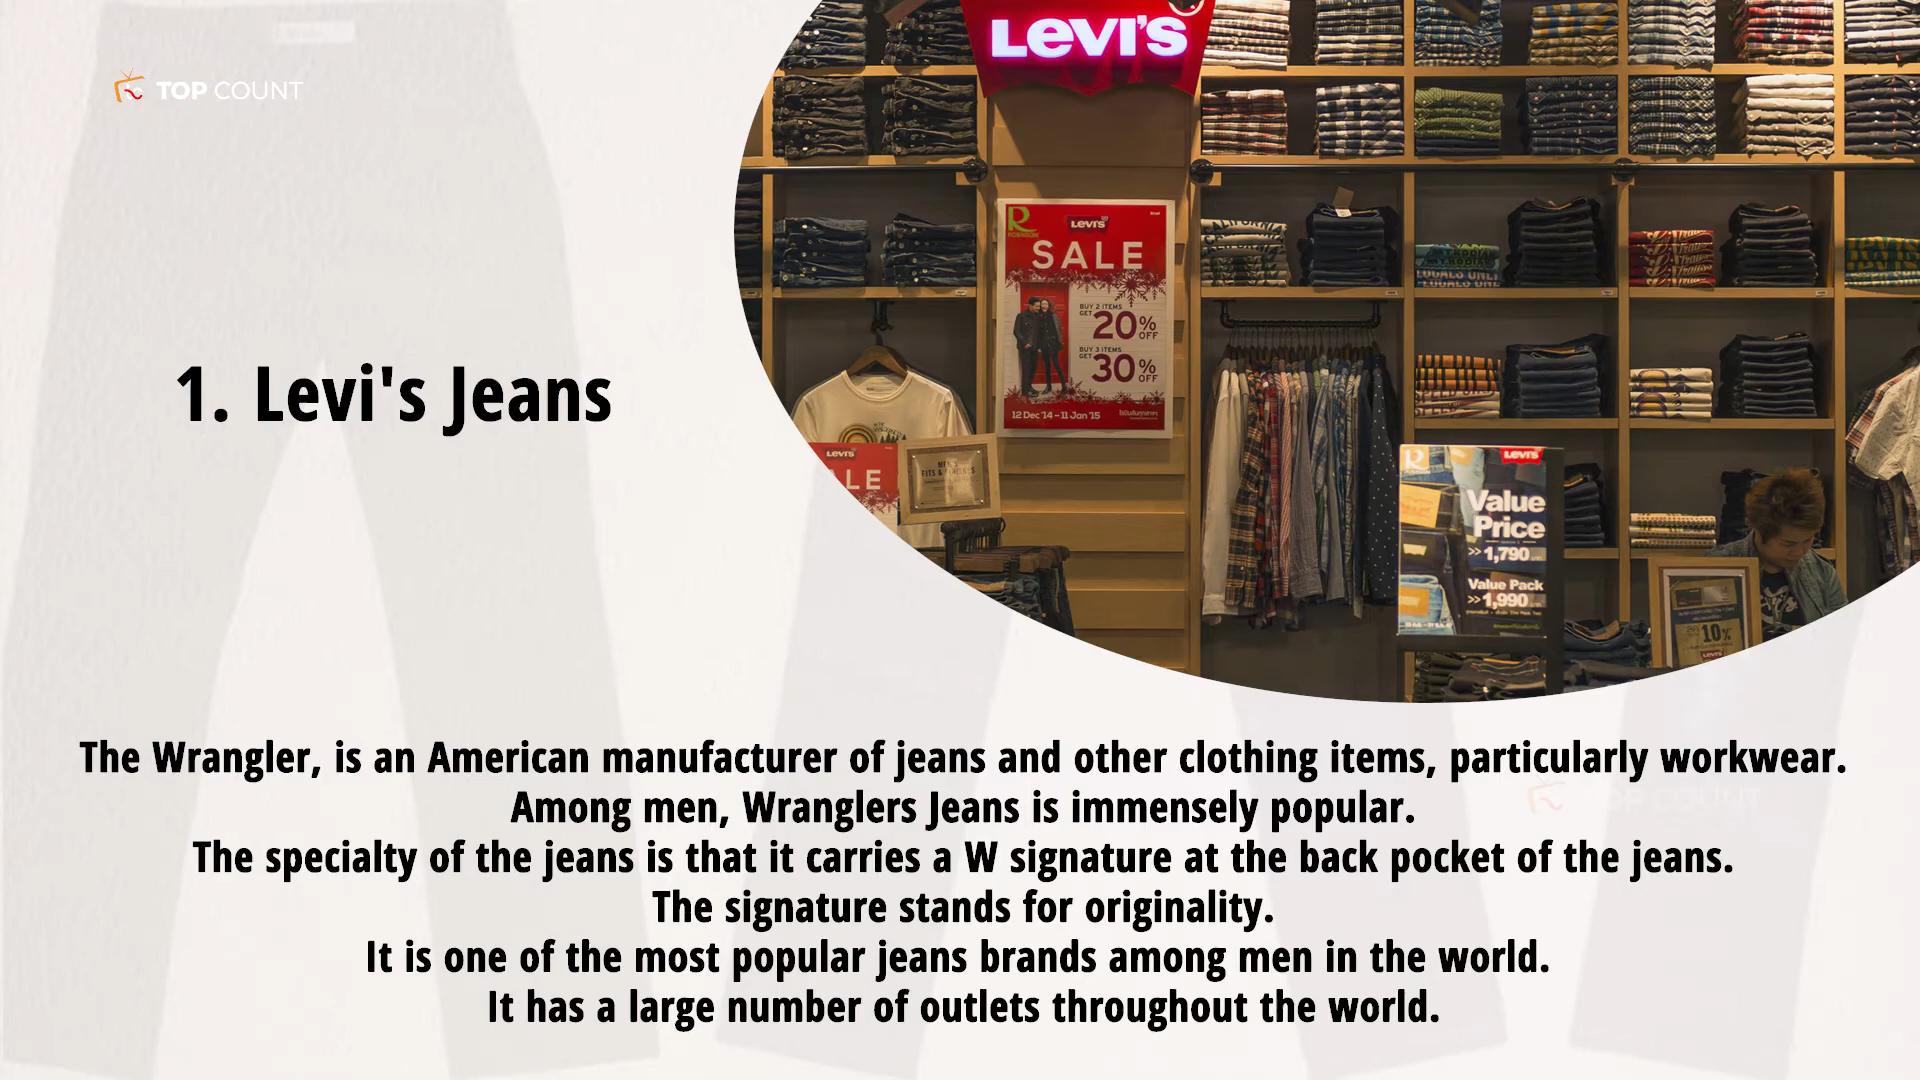 TOP COUNT
LEVI'S
R
ROBINSON
LEVI'S
SALE
BUY 2 ITEMS
GET 20% OFF
BUY 3 ITEMS
GET 30% OFF
12 Dec '14 – 11 Jan '15
1. Levi's Jeans
LEVI'S
LE
MEN'S
R
LEVI'S
Value
Price
>> 1,790
Value Pack
>> 1,990
10%
LEVI'S
The Wrangler, is an American manufacturer of jeans and other clothing items, particularly workwear.
Among men, Wranglers Jeans is immensely popular.
TOP COUNT
The specialty of the jeans is that it carries a W signature at the back pocket of the jeans.
The signature stands for originality.
It is one of the most popular jeans brands among men in the world.
It has a large number of outlets throughout the world.